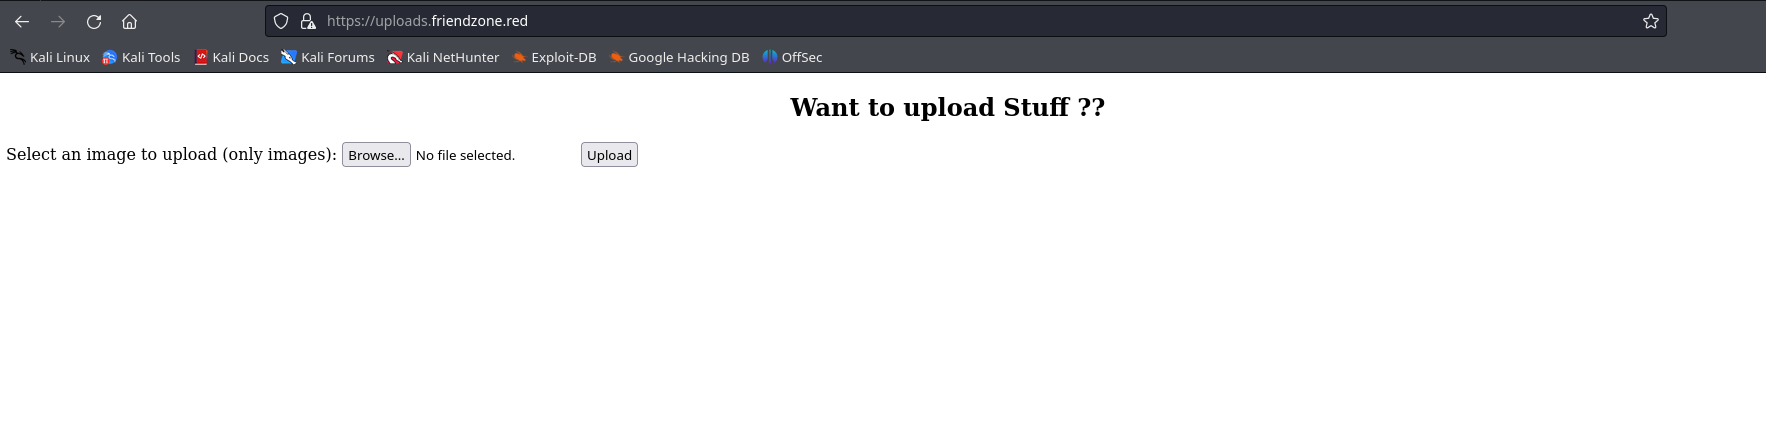 https://uploads.friendzone.red
Kali Linux Kali Tools Kali Docs Kali Forums Kali NetHunter Exploit-DB Google Hacking DB OffSec
Want to upload Stuff ??
Select an image to upload (only images): Browse... No file selected. Upload